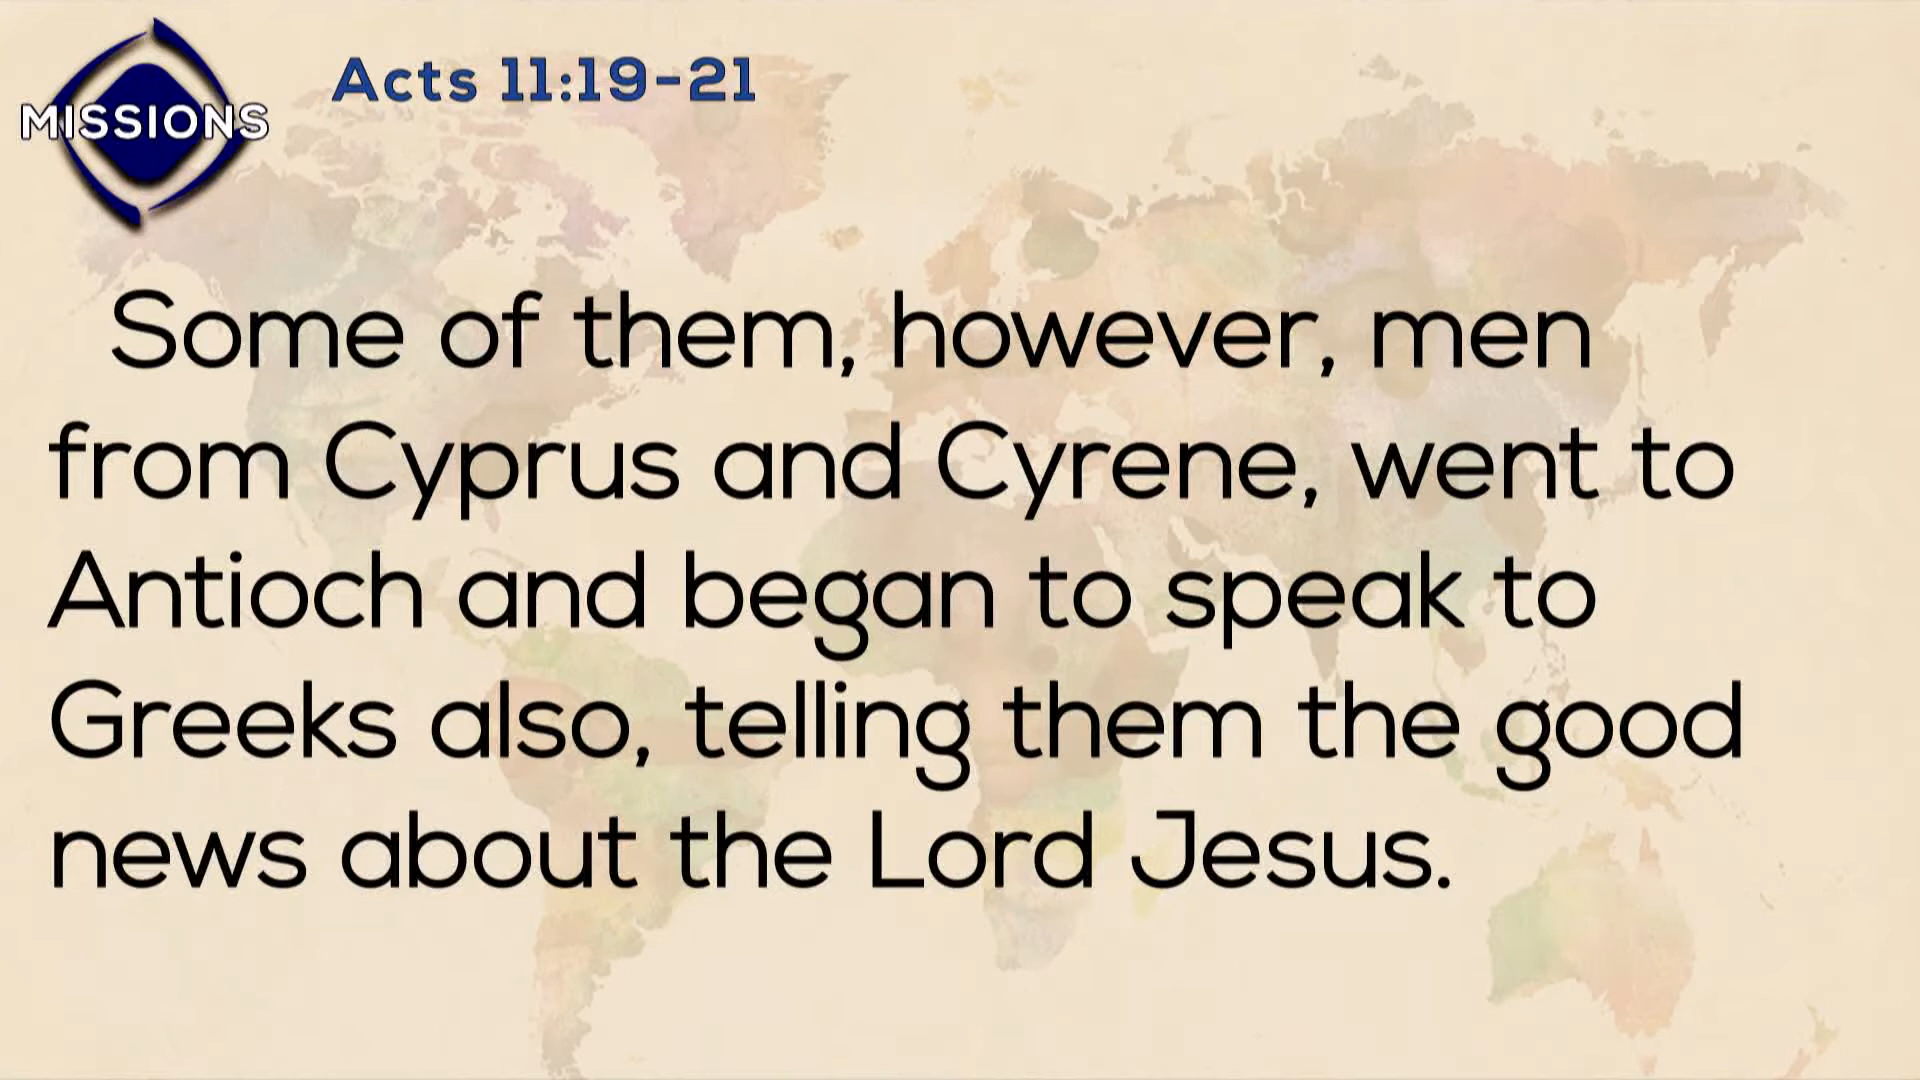 MISSIONS
Acts 11:19-21
Some of them, however, men
from Cyprus and Cyrene, went to
Antioch and began to speak to
Greeks also, telling them the good
news about the Lord Jesus.